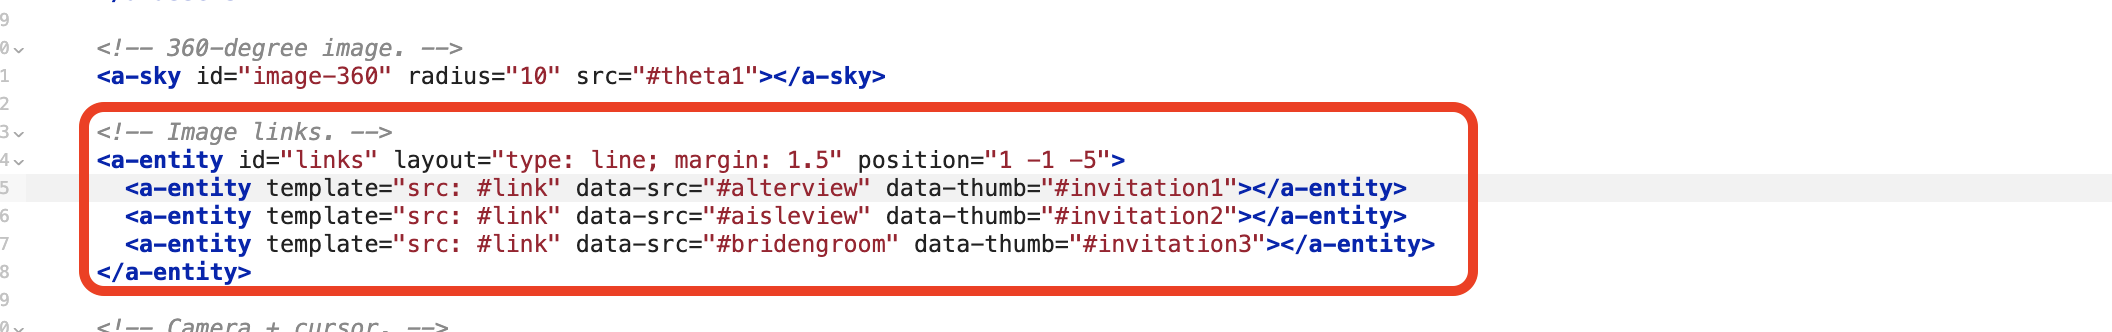 9
0 <!-- 360-degree image. -->
1 <a-sky id="image-360" radius="10" src="#theta1"></a-sky>
2
3 <!-- Image links. -->
4 <a-entity id="links" layout="type: line; margin: 1.5" position="1 -1 -5">
5 <a-entity template="src: #link" data-src="#alterview" data-thumb="#invitation1"></a-entity>
6 <a-entity template="src: #link" data-src="#aisleview" data-thumb="#invitation2"></a-entity>
7 <a-entity template="src: #link" data-src="#bridengroom" data-thumb="#invitation3"></a-entity>
8 </a-entity>
9
0 <!-- Camera + cursor. -->